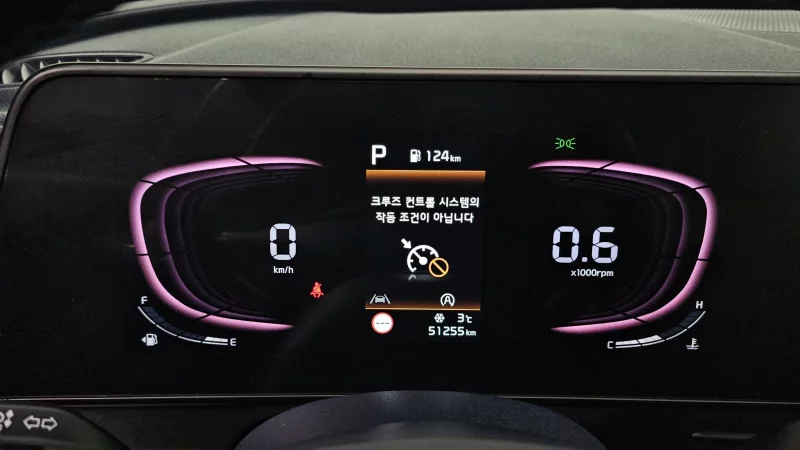 P 124km
크루즈 컨트롤 시스템의
작동 조건이 아닙니다
0
km/h
0.6
x1000rpm
F
E
3℃
51255km
H
C